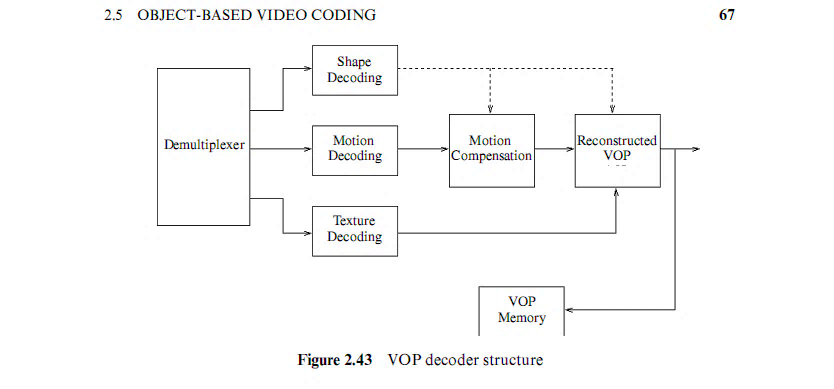 2.5 OBJECT-BASED VIDEO CODING 67
Shape
Decoding
Demultiplexer
Motion
Decoding
Motion
Compensation
Reconstructed
VOP
Texture
Decoding
VOP
Memory
Figure 2.43 VOP decoder structure